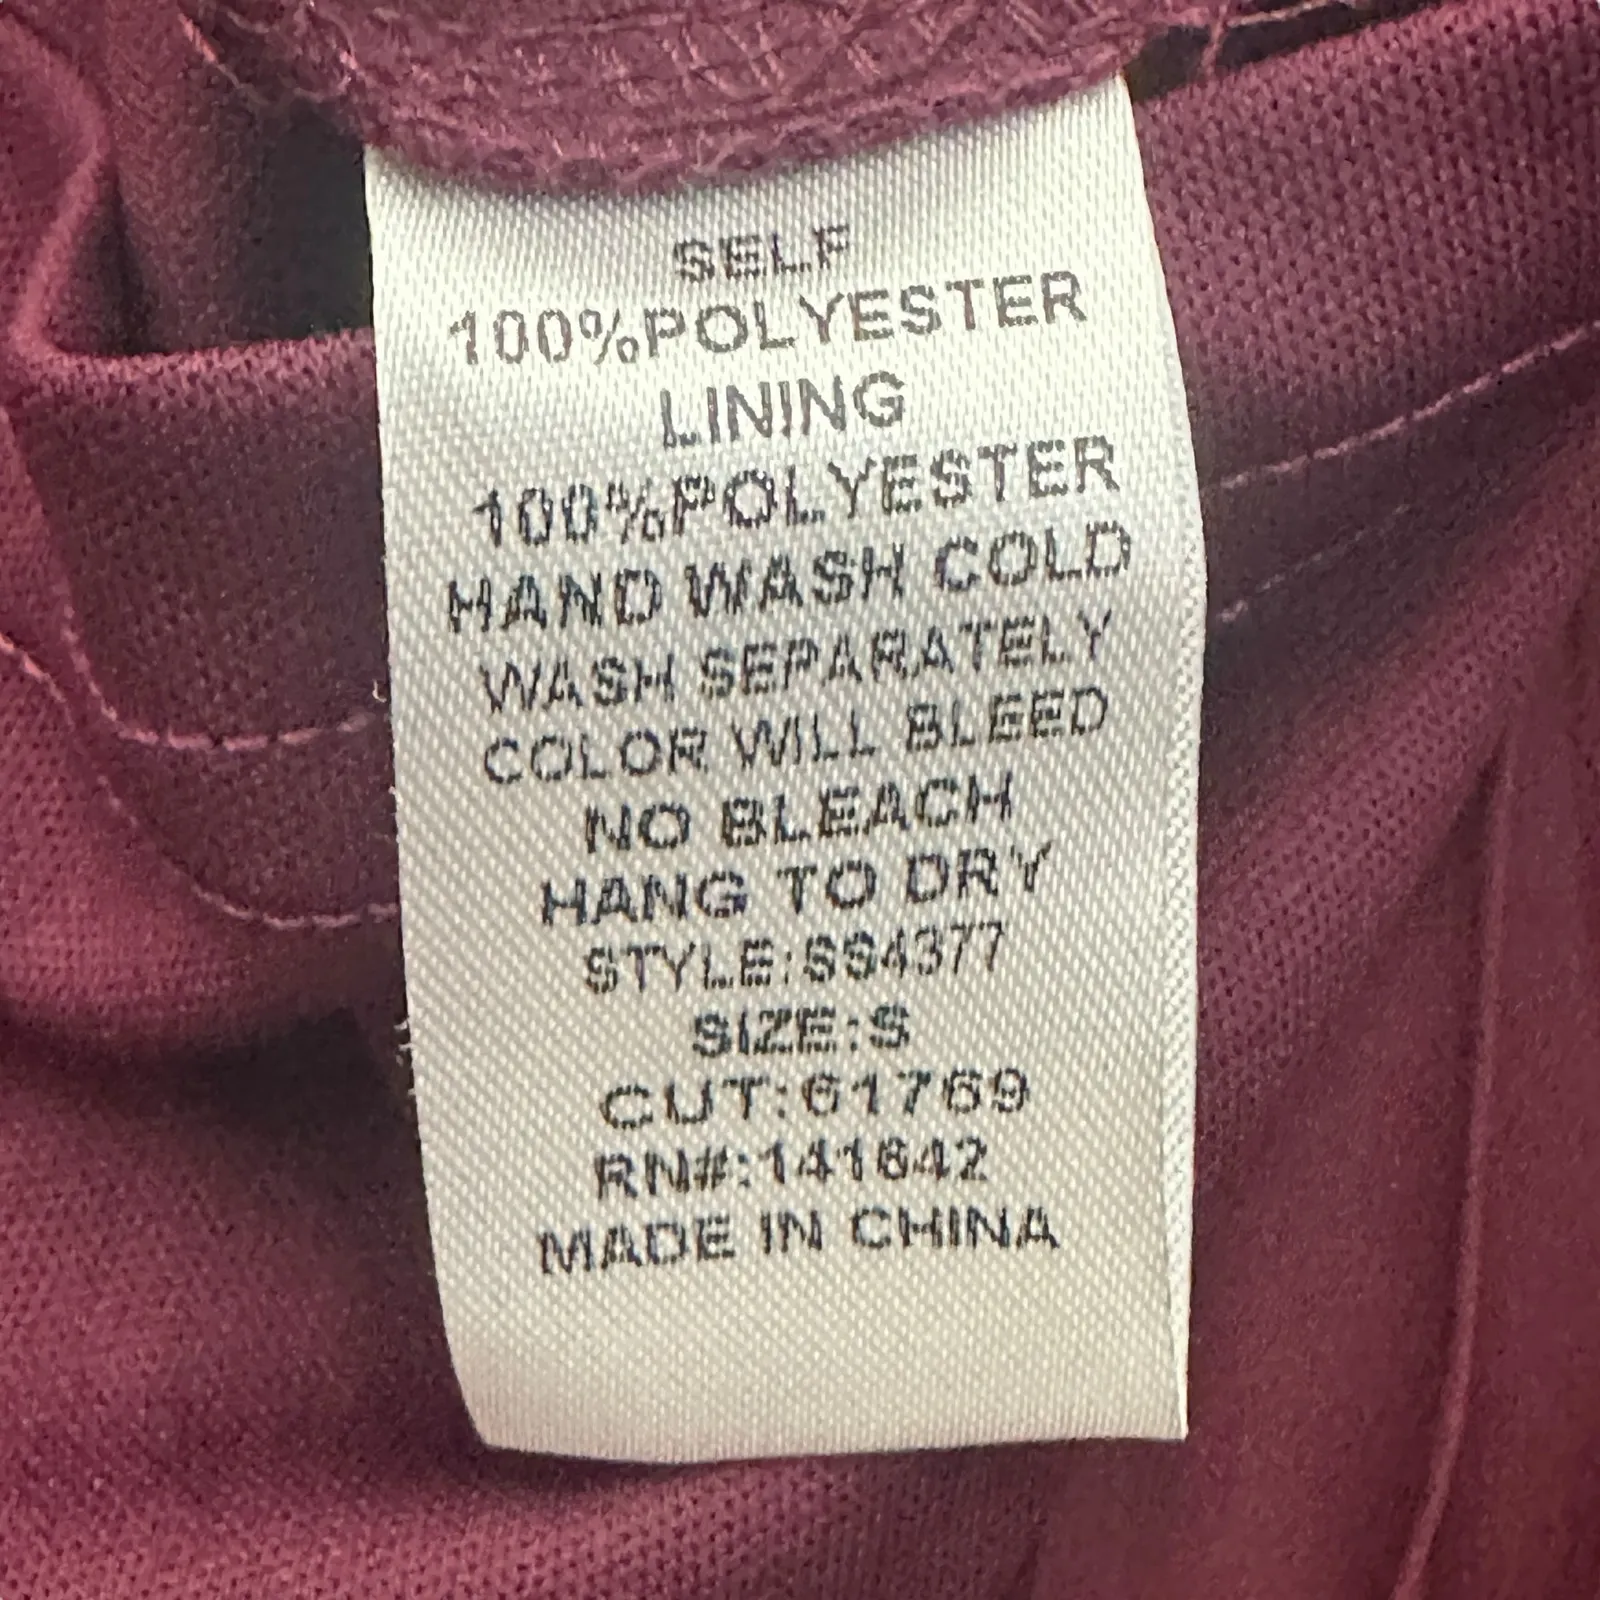 SELF
100%POLYESTER
LINING
100%POLYESTER
HAND WASH COLD
WASH SEPARATELY
COLOR WILL BLEED
NO BLEACH
HANG TO DRY
STYLE:SS4377
SIZE:S
CUT:61769
RN#:141642
MADE IN CHINA